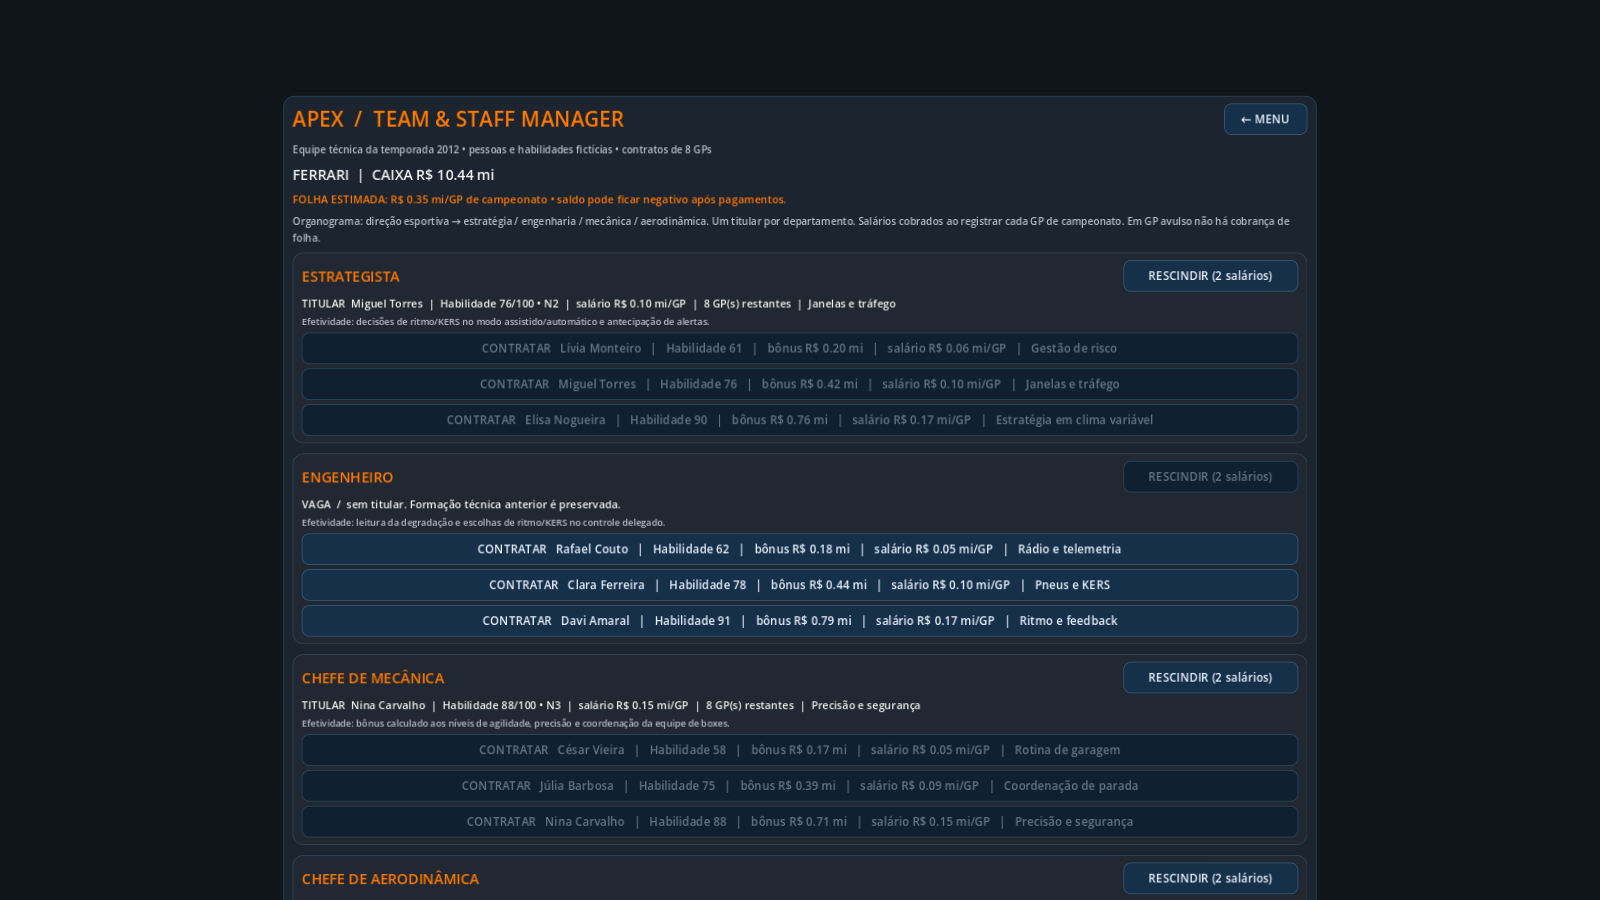 APEX / TEAM & STAFF MANAGER
← MENU
Equipe técnica da temporada 2012 • pessoas e habilidades fictícias • contratos de 8 GPs
FERRARI | CAIXA R$ 10.44 mi
FOLHA ESTIMADA: R$ 0.35 mi/GP de campeonato • saldo pode ficar negativo após pagamentos.
Organograma: direção esportiva → estratégia / engenharia / mecânica / aerodinâmica. Um titular por departamento. Salários cobrados ao registrar cada GP de campeonato. Em GP avulso não há cobrança de
folha.
ESTRATEGISTA
RESCINDIR (2 salários)
TITULAR Miguel Torres | Habilidade 76/100 • N2 | salário R$ 0.10 mi/GP | 8 GP(s) restantes | Janelas e tráfego
Efetividade: decisões de ritmo/KERS no modo assistido/automático e antecipação de alertas.
CONTRATAR Lívia Monteiro | Habilidade 61 | bônus R$ 0.20 mi | salário R$ 0.06 mi/GP | Gestão de risco
CONTRATAR Miguel Torres | Habilidade 76 | bônus R$ 0.42 mi | salário R$ 0.10 mi/GP | Janelas e tráfego
CONTRATAR Elisa Nogueira | Habilidade 90 | bônus R$ 0.76 mi | salário R$ 0.17 mi/GP | Estratégia em clima variável
ENGENHEIRO
RESCINDIR (2 salários)
VAGA / sem titular. Formação técnica anterior é preservada.
Efetividade: leitura da degradação e escolhas de ritmo/KERS no controle delegado.
CONTRATAR Rafael Couto | Habilidade 62 | bônus R$ 0.18 mi | salário R$ 0.05 mi/GP | Rádio e telemetria
CONTRATAR Clara Ferreira | Habilidade 78 | bônus R$ 0.44 mi | salário R$ 0.10 mi/GP | Pneus e KERS
CONTRATAR Davi Amaral | Habilidade 91 | bônus R$ 0.79 mi | salário R$ 0.17 mi/GP | Ritmo e feedback
CHEFE DE MECÂNICA
RESCINDIR (2 salários)
TITULAR Nina Carvalho | Habilidade 88/100 • N3 | salário R$ 0.15 mi/GP | 8 GP(s) restantes | Precisão e segurança
Efetividade: bônus calculado aos níveis de agilidade, precisão e coordenação da equipe de boxes.
CONTRATAR César Vieira | Habilidade 58 | bônus R$ 0.17 mi | salário R$ 0.05 mi/GP | Rotina de garagem
CONTRATAR Júlia Barbosa | Habilidade 75 | bônus R$ 0.39 mi | salário R$ 0.09 mi/GP | Coordenação de parada
CONTRATAR Nina Carvalho | Habilidade 88 | bônus R$ 0.71 mi | salário R$ 0.15 mi/GP | Precisão e segurança
CHEFE DE AERODINÂMICA
RESCINDIR (2 salários)